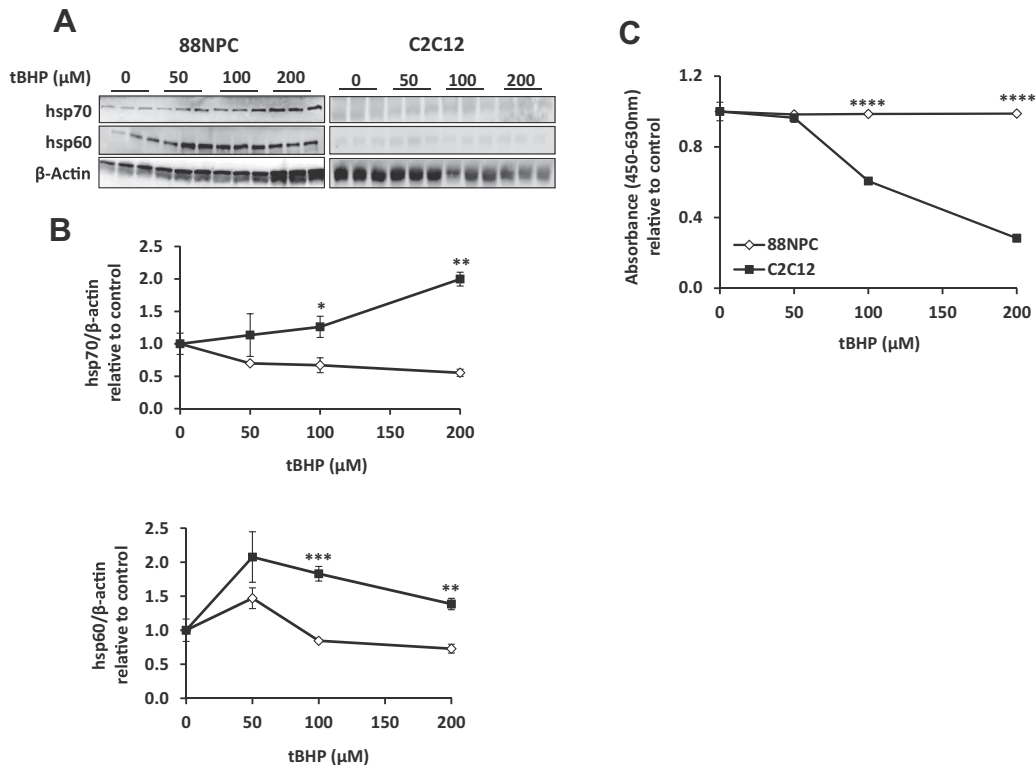 A
88NPC
C2C12
tBHP (μM)
0 50 100 200
0 50 100 200
hsp70
hsp60
β-Actin
B
2.5
2.0
1.5
1.0
0.5
0.0
hsp70/β-actin
relative to control
*
**
0 50 100 150 200
tBHP (μM)
2.5
2.0
1.5
1.0
0.5
0.0
hsp60/β-actin
relative to control
***
**
0 50 100 150 200
tBHP (μM)
C
1.2
0.8
0.4
0.0
Absorbance (450-630nm)
relative to control
****
****
88NPC
C2C12
0 50 100 150 200
tBHP (μM)